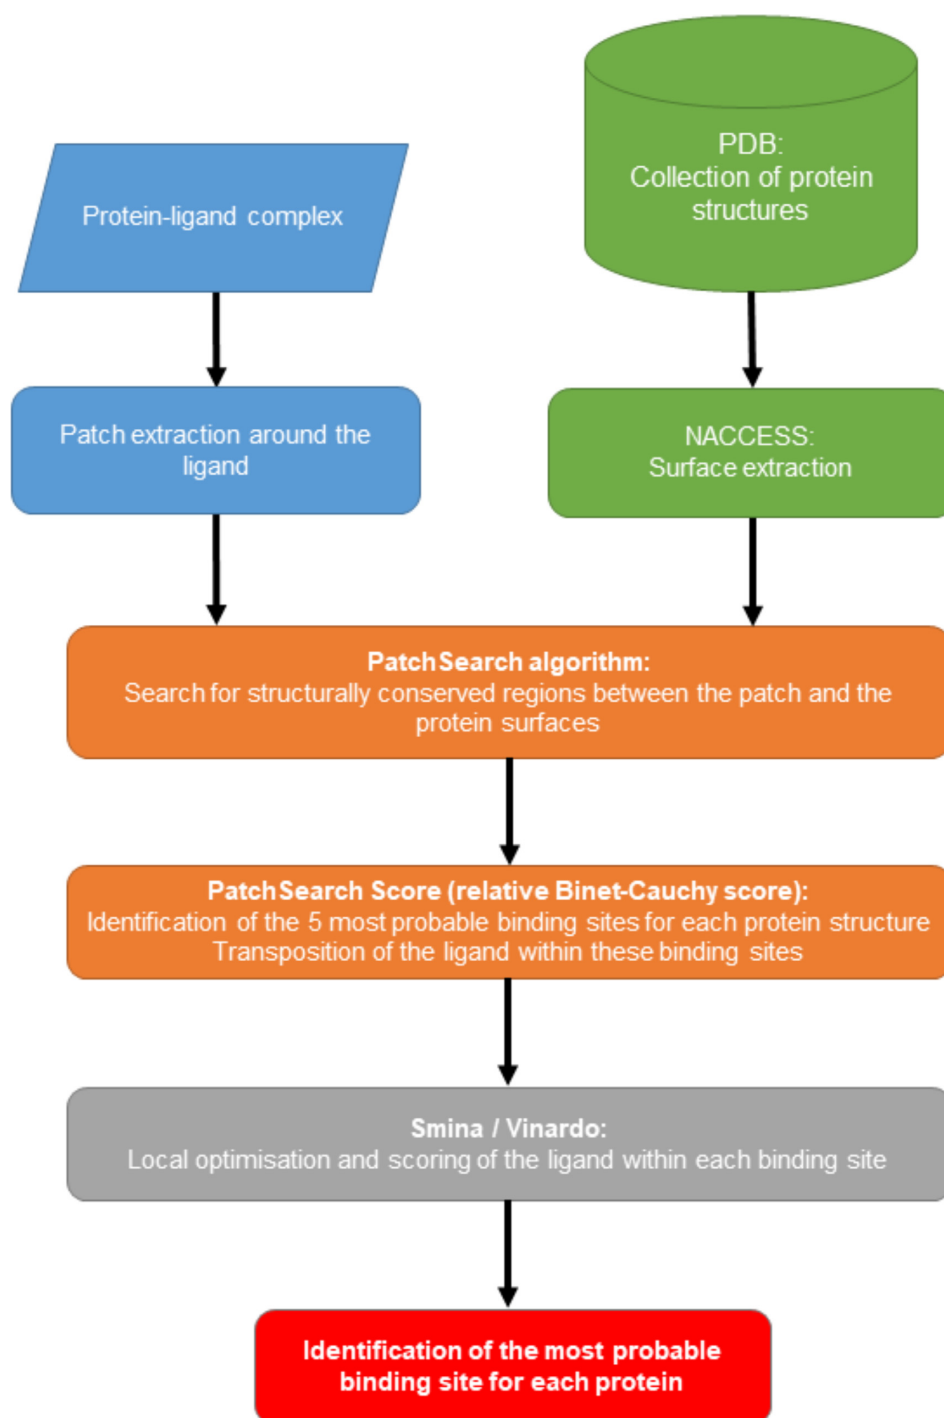 PDB:
Collection of protein
structures
Protein-ligand complex
Patch extraction around the
ligand
NACCESS:
Surface extraction
PatchSearch algorithm:
Search for structurally conserved regions between the patch and the
protein surfaces
PatchSearch Score (relative Binet-Cauchy score):
Identification of the 5 most probable binding sites for each protein structure
Transposition of the ligand within these binding sites
Smina / Vinardo:
Local optimisation and scoring of the ligand within each binding site
Identification of the most probable
binding site for each protein